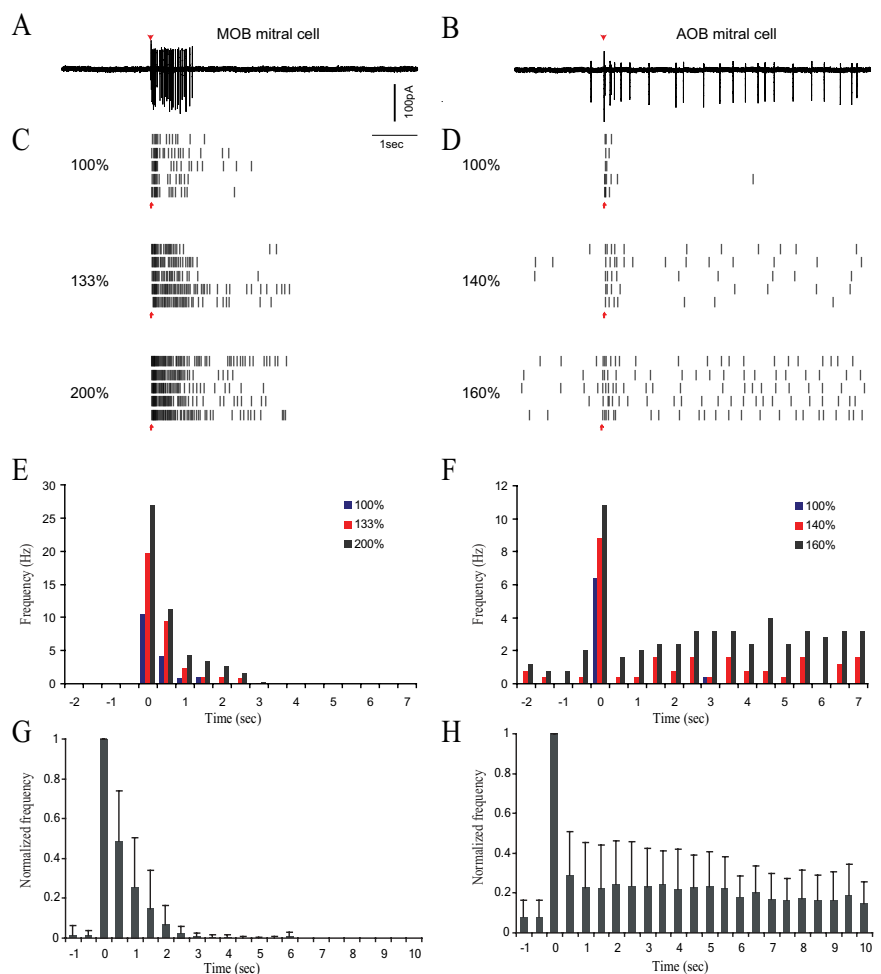 A
MOB mitral cell
B
AOB mitral cell
100pA
1sec
C
100%
133%
200%
D
100%
140%
160%
E
Frequency (Hz)
30
25
20
15
10
5
0
100%
133%
200%
-2 -1 0 1 2 3 4 5 6 7
Time (sec)
F
Frequency (Hz)
12
10
8
6
4
2
0
100%
140%
160%
-2 -1 0 1 2 3 4 5 6 7
Time (sec)
G
Normalized frequency
1
0.8
0.6
0.4
0.2
0
-1 0 1 2 3 4 5 6 7 8 9 10
Time (sec)
H
Normalized frequency
1
0.8
0.6
0.4
0.2
0
-1 0 1 2 3 4 5 6 7 8 9 10
Time (sec)